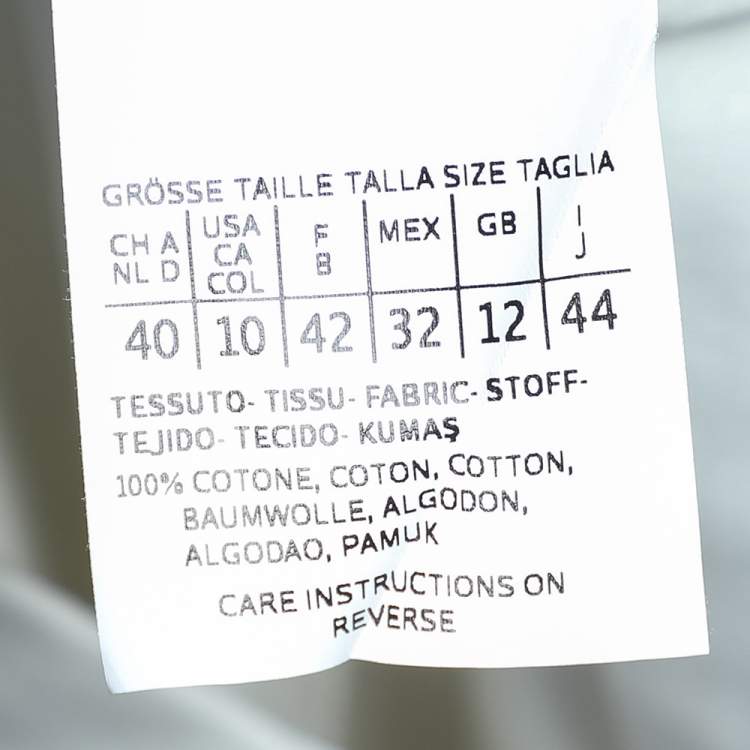 GRÖSSE TAILLE TALLA SIZE TAGLIA
CH A USA F MEX GB I
NL D CA B J
COL
40 10 42 32 12 44
TESSUTO- TISSU- FABRIC- STOFF-
TEJIDO- TECIDO- KUMAŞ
100% COTONE, COTON, COTTON,
BAUMWOLLE, ALGODON,
ALGODAO, PAMUK
CARE INSTRUCTIONS ON
REVERSE